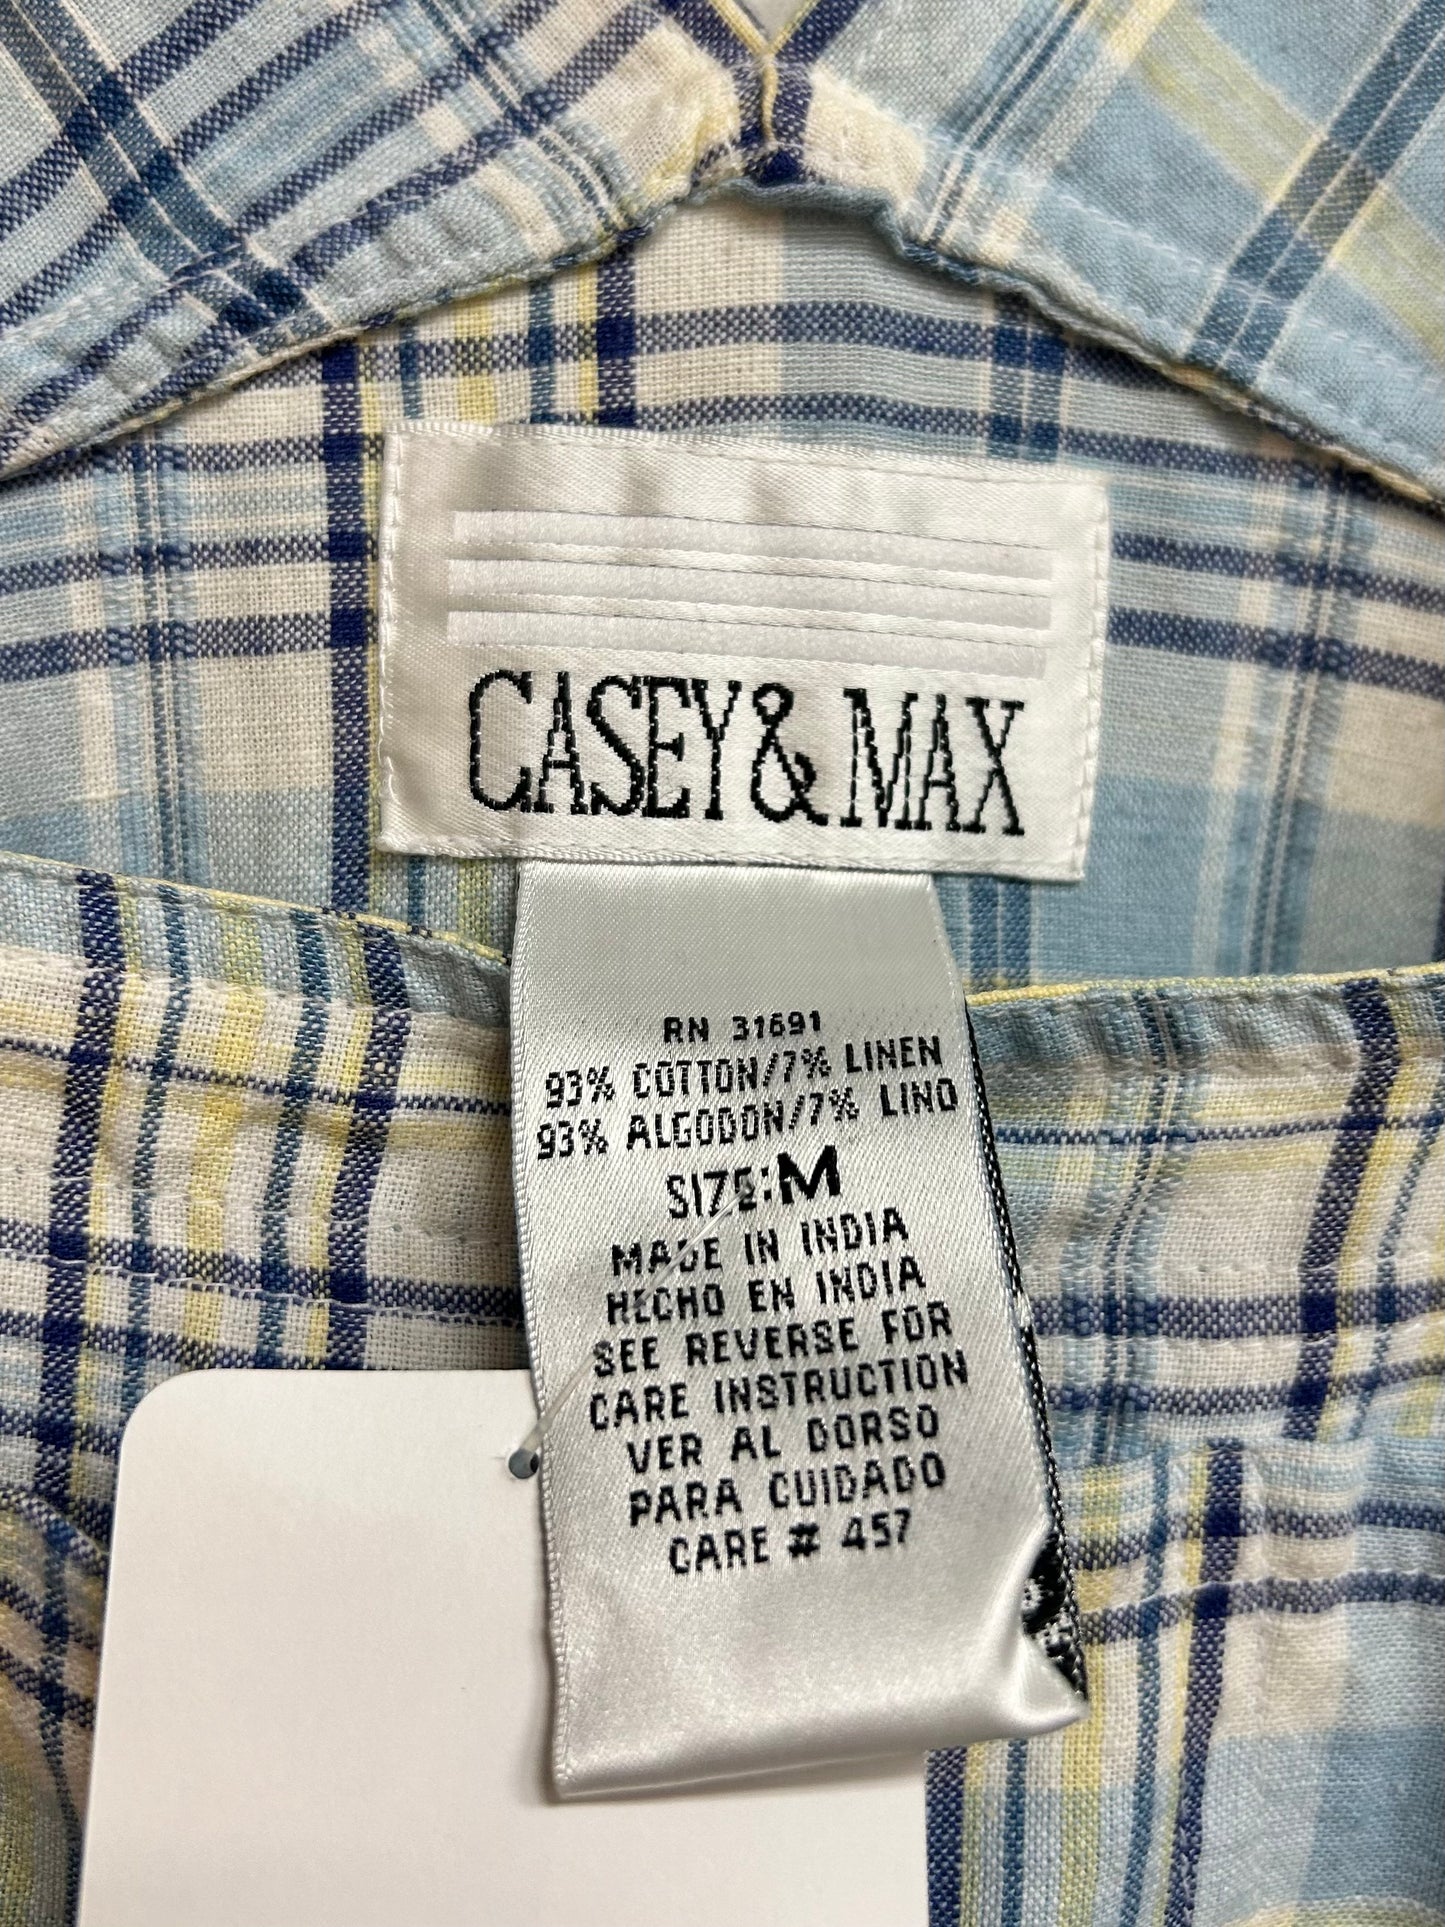 CASEY & MAX
RN 31691
93% COTTON/7% LINEN
93% ALGODON/7% LINO
SIZE: M
MADE IN INDIA
HECHO EN INDIA
SEE REVERSE FOR
CARE INSTRUCTION
VER AL DORSO
PARA CUIDADO
CARE # 457